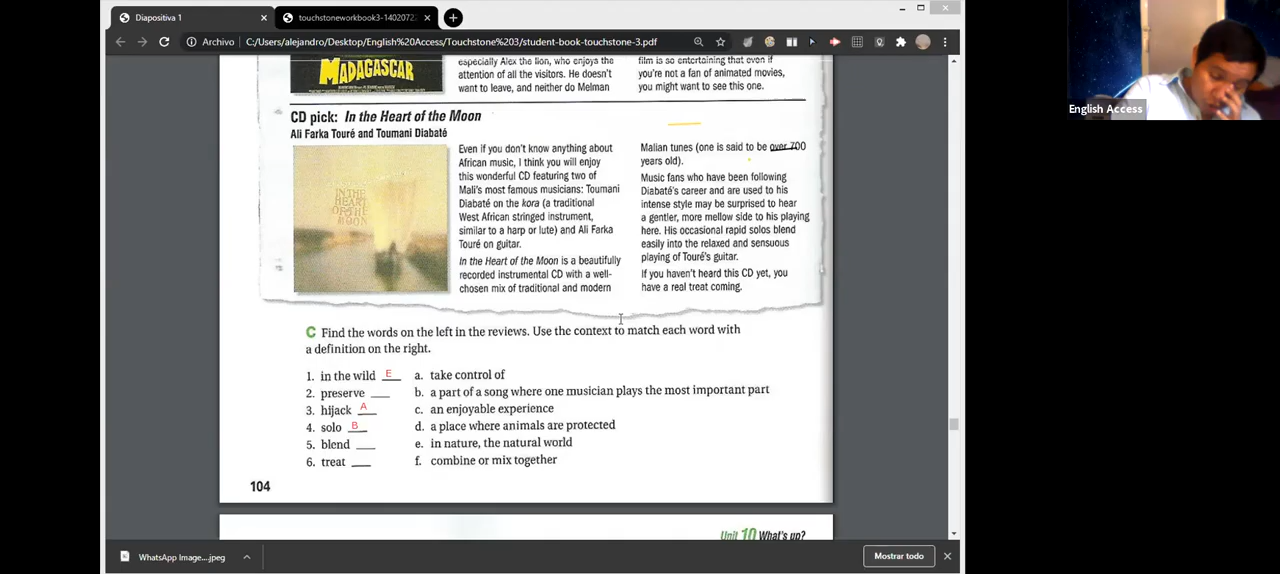 Diapositiva 1
touchstoneworkbook3-14020722
Archivo
C:/Users/alejandro/Desktop/English%20Access/Touchstone%203/student-book-touchstone-3.pdf
English Access
MADAGASCAR
especially Alex the lion, who enjoys the
attention of all the visitors. He doesn't
want to leave, and neither do Melman
film is so entertaining that even if
you're not a fan of animated movies,
you might want to see this one.
CD pick: In the Heart of the Moon
Ali Farka Touré and Toumani Diabaté
IN THE
HEART
OF THE
MOON
Even if you don't know anything about
African music, I think you will enjoy
this wonderful CD featuring two of
Mali's most famous musicians: Toumani
Diabaté on the kora (a traditional
West African stringed instrument,
similar to a harp or lute) and Ali Farka
Touré on guitar.
In the Heart of the Moon is a beautifully
recorded instrumental CD with a well-
chosen mix of traditional and modern
Malian tunes (one is said to be over 700
years old).
Music fans who have been following
Diabaté's career and are used to his
intense style may be surprised to hear
a gentler, more mellow side to his playing
here. His occasional rapid solos blend
easily into the relaxed and sensuous
playing of Touré's guitar.
If you haven't heard this CD yet, you
have a real treat coming.
C Find the words on the left in the reviews. Use the context to match each word with
a definition on the right.
1. in the wild E
2. preserve ___
3. hijack A
4. solo B
5. blend ___
6. treat ___
a. take control of
b. a part of a song where one musician plays the most important part
c. an enjoyable experience
d. a place where animals are protected
e. in nature, the natural world
f. combine or mix together
104
Unit 10 What's up?
WhatsApp Image....jpeg
Mostrar todo